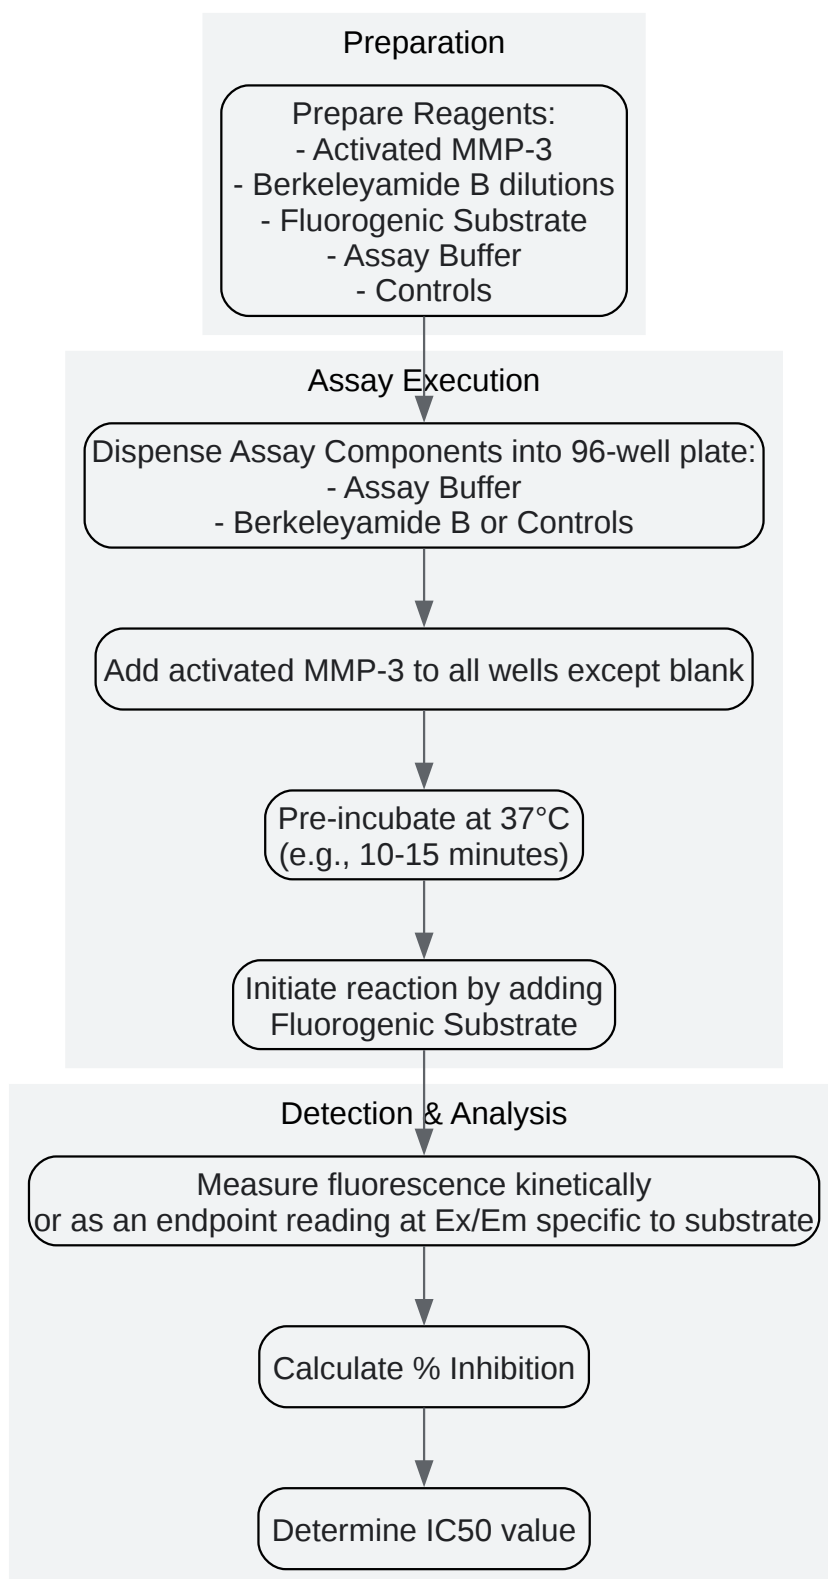 Preparation
Prepare Reagents:
- Activated MMP-3
- Berkeleyamide B dilutions
- Fluorogenic Substrate
- Assay Buffer
- Controls
Assay Execution
Dispense Assay Components into 96-well plate:
- Assay Buffer
- Berkeleyamide B or Controls
Add activated MMP-3 to all wells except blank
Pre-incubate at 37°C
(e.g., 10-15 minutes)
Initiate reaction by adding
Fluorogenic Substrate
Detection & Analysis
Measure fluorescence kinetically
or as an endpoint reading at Ex/Em specific to substrate
Calculate % Inhibition
Determine IC50 value